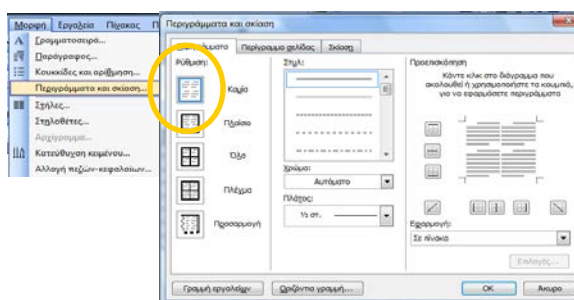 Μορφή Εργαλεία Πίνακας Π
Γραμματοσειρά...
Παράγραφος...
Κουκκίδες και αρίθμηση...
Περιγράμματα και σκίαση...
Στήλες...
Στηλοθέτες...
Αρχίγραμμα...
Κατεύθυνση κειμένου...
Αλλαγή πεζών-κεφαλαίων...
Περιγράμματα και σκίαση
Περίγραμμα σελίδας Σκίαση
Ρύθμιση:
Καμία
Πλαίσιο
Όλα
Πλέγμα
Προσαρμογή
Στυλ:
Χρώμα:
Αυτόματο
Πλάτος:
½ στ.
Προεπισκόπηση
Κάντε κλικ στο διάγραμμα που
ακολουθεί ή χρησιμοποιήστε τα κουμπιά,
για να εφαρμόσετε περιγράμματα
Εφαρμογή:
Σε πίνακα
Επιλογές...
Γραμμή εργαλείων Οριζόντια γραμμή...
OK Άκυρο